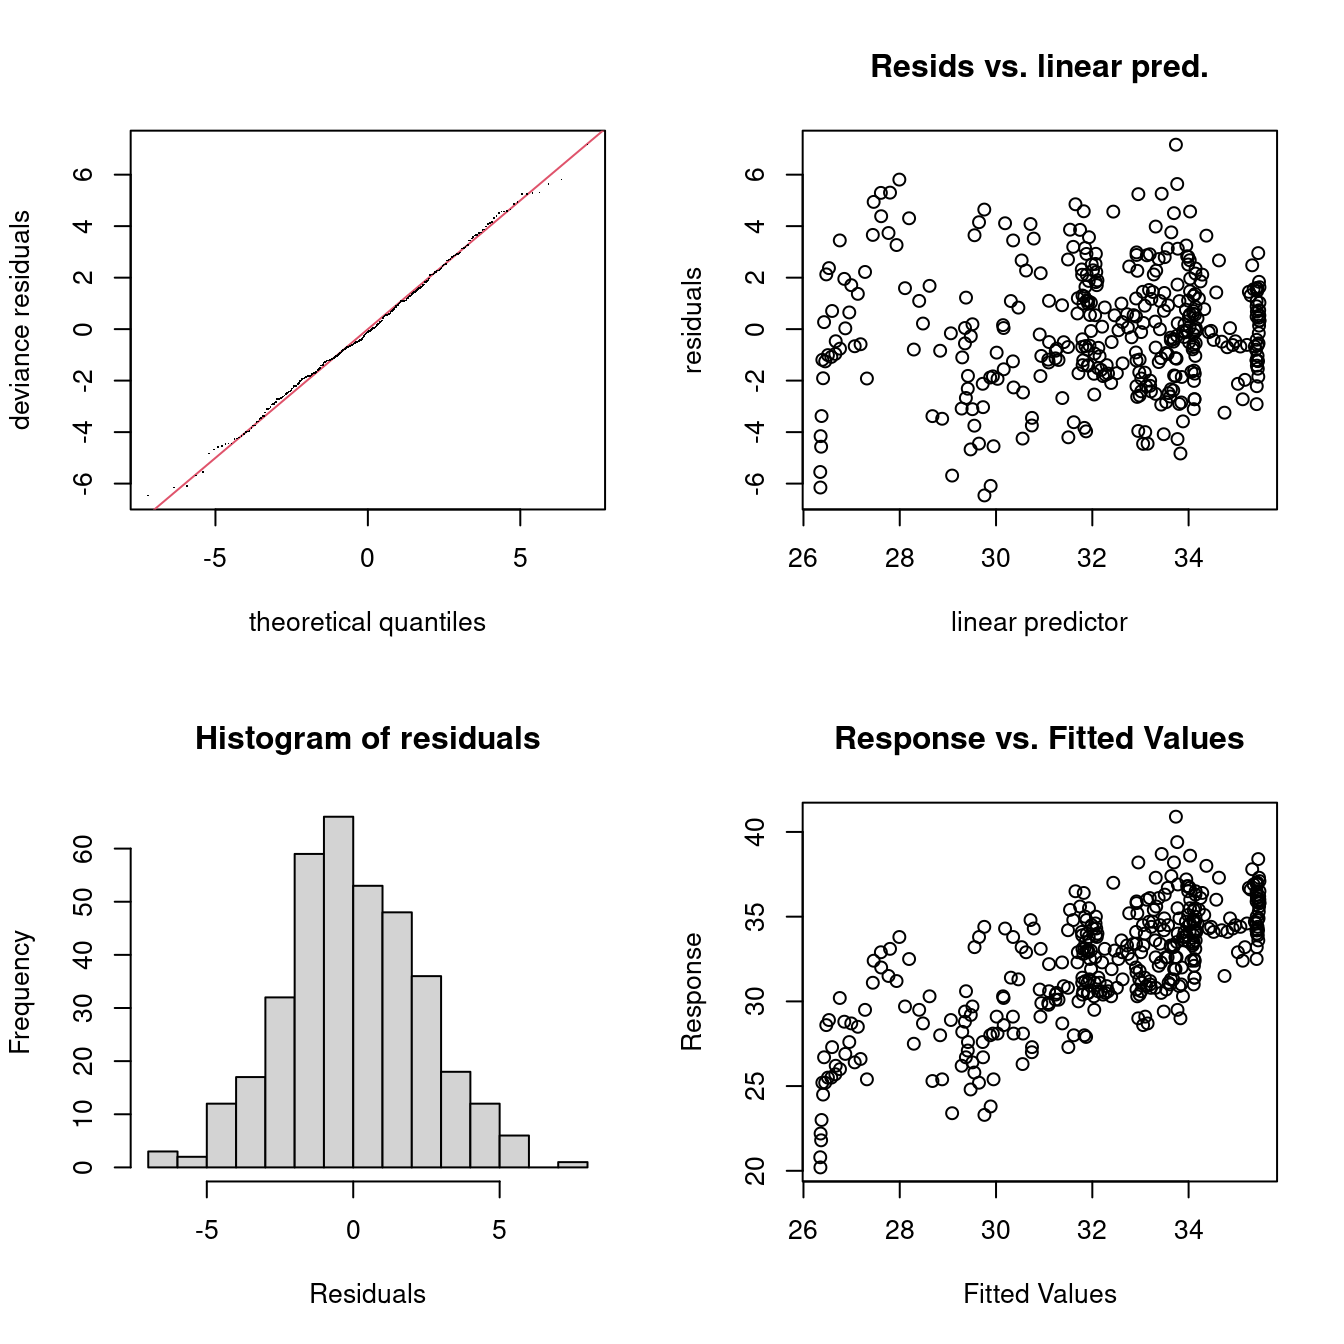 deviance residuals
6
4
2
0
-2
-4
-6
-5 0 5
theoretical quantiles
Resids vs. linear pred.
residuals
6
4
2
0
-2
-4
-6
26 28 30 32 34
linear predictor
Histogram of residuals
Frequency
60
50
40
30
20
10
0
-5 0 5
Residuals
Response vs. Fitted Values
Response
40
35
30
25
20
26 28 30 32 34
Fitted Values